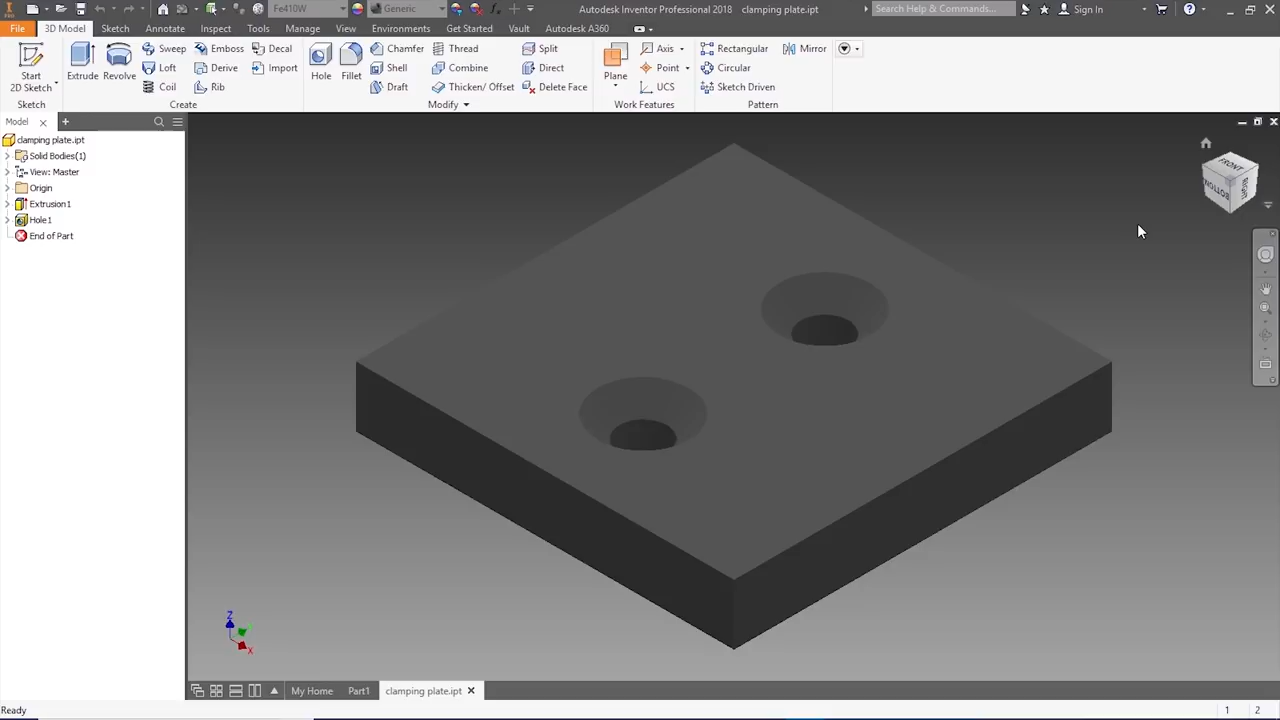 Fe410W Generic Autodesk Inventor Professional 2018 clamping plate.ipt Search Help & Commands... Sign In
File 3D Model Sketch Annotate Inspect Tools Manage View Environments Get Started Vault Autodesk A360
Sweep Emboss Decal Chamfer Thread Split Axis Rectangular Mirror
Start 2D Sketch Extrude Revolve Loft Derive Import Hole Fillet Shell Combine Direct Plane Point Circular
Coil Rib Draft Thicken/ Offset Delete Face UCS Sketch Driven
Sketch Create Modify Work Features Pattern
Model
clamping plate.ipt
Solid Bodies(1)
View: Master
Origin
Extrusion1
Hole1
End of Part
FRONT
RIGHT
BOTTOM
Z
X
My Home Part1 clamping plate.ipt
Ready 1 2